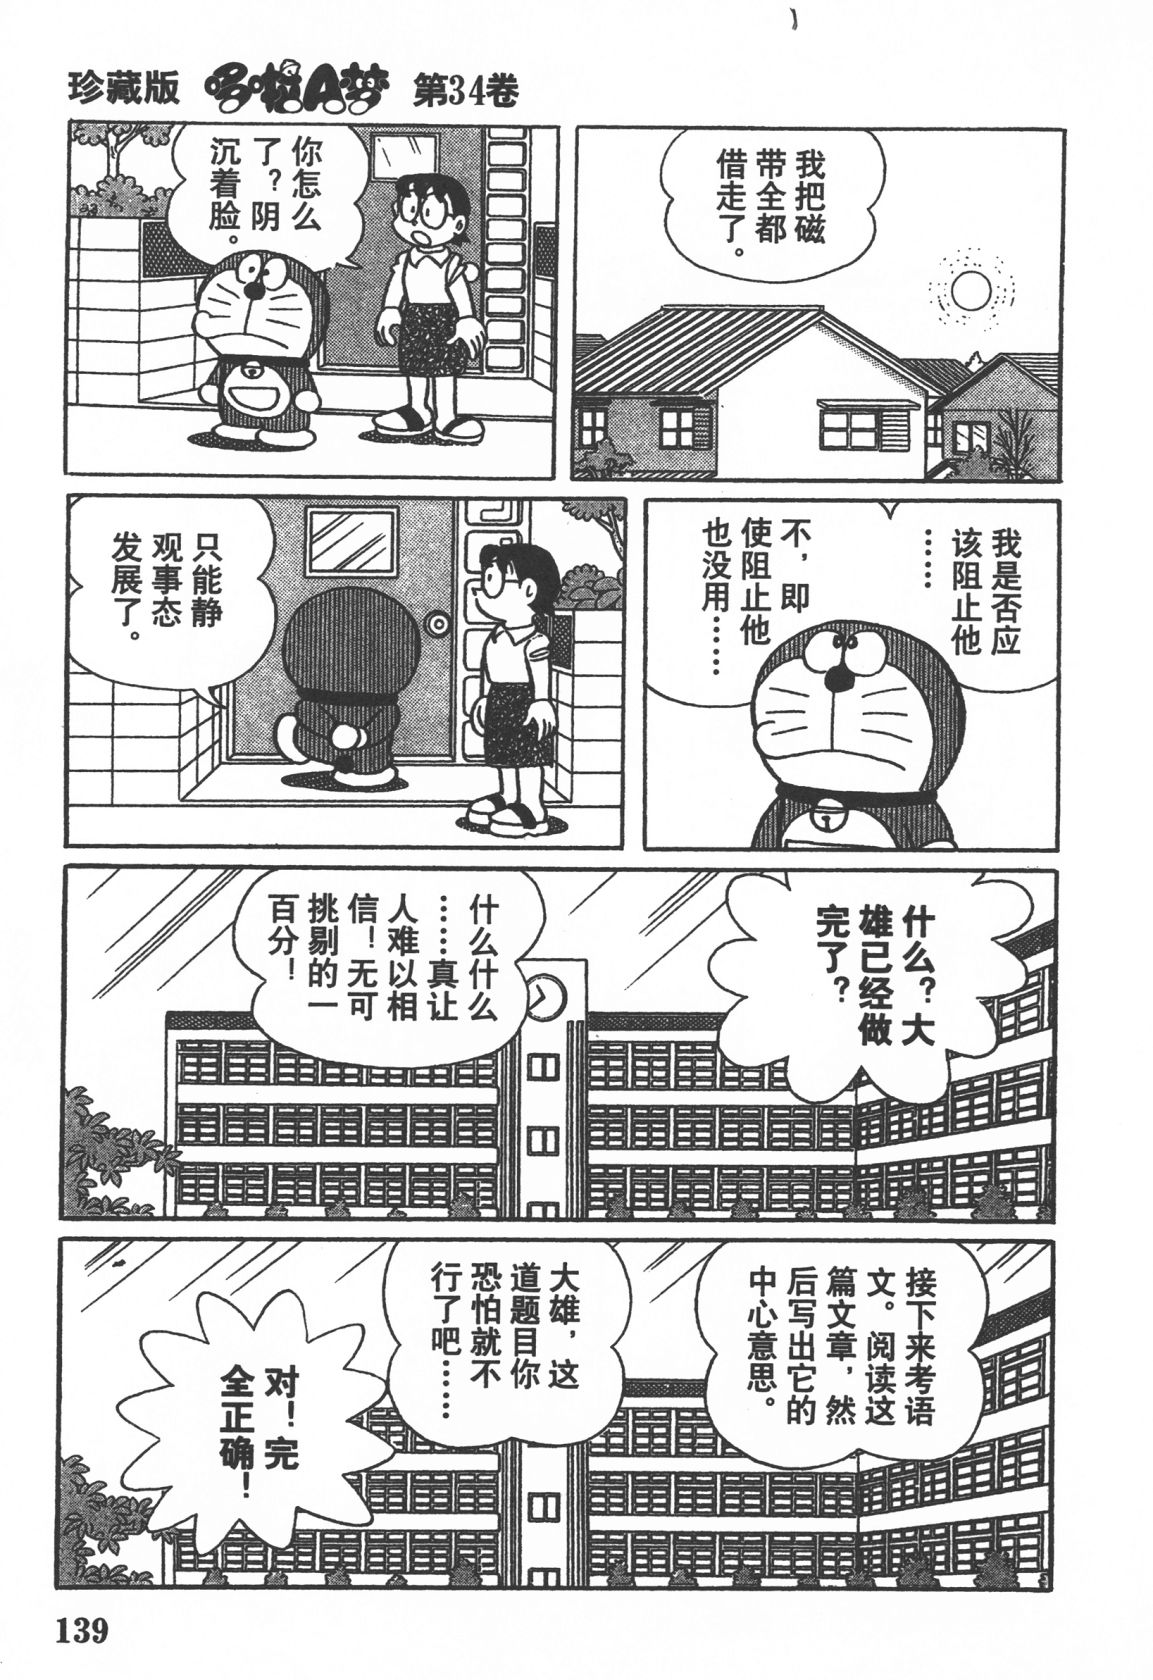 珍藏版 哆啦A梦 第34卷
我把磁
带全都
借走了。
你怎么
了？阴
沉着脸。
我是否应
该阻止他
……
不，即
使阻止他
也没用……
只能静
观事态
发展了。
什么？大
雄已经做
完了？
什么什么
……真让
人难以相
信！无可
挑剔的一
百分！
接下来考语
文。阅读这
篇文章，然
后写出它的
中心意思。
大雄，这
道题目你
恐怕就不
行了吧……
对！完
全正确！
139